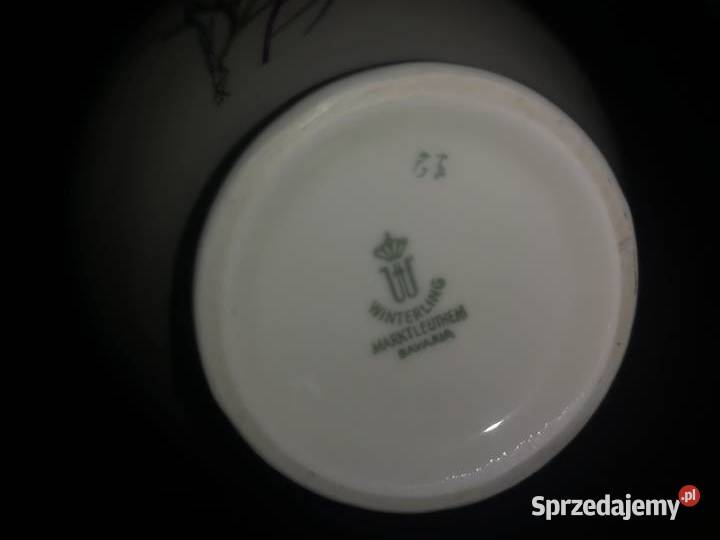 WINTERLING
MARKTLEUTHEN
BAVARIA
Sprzedajemy.pl